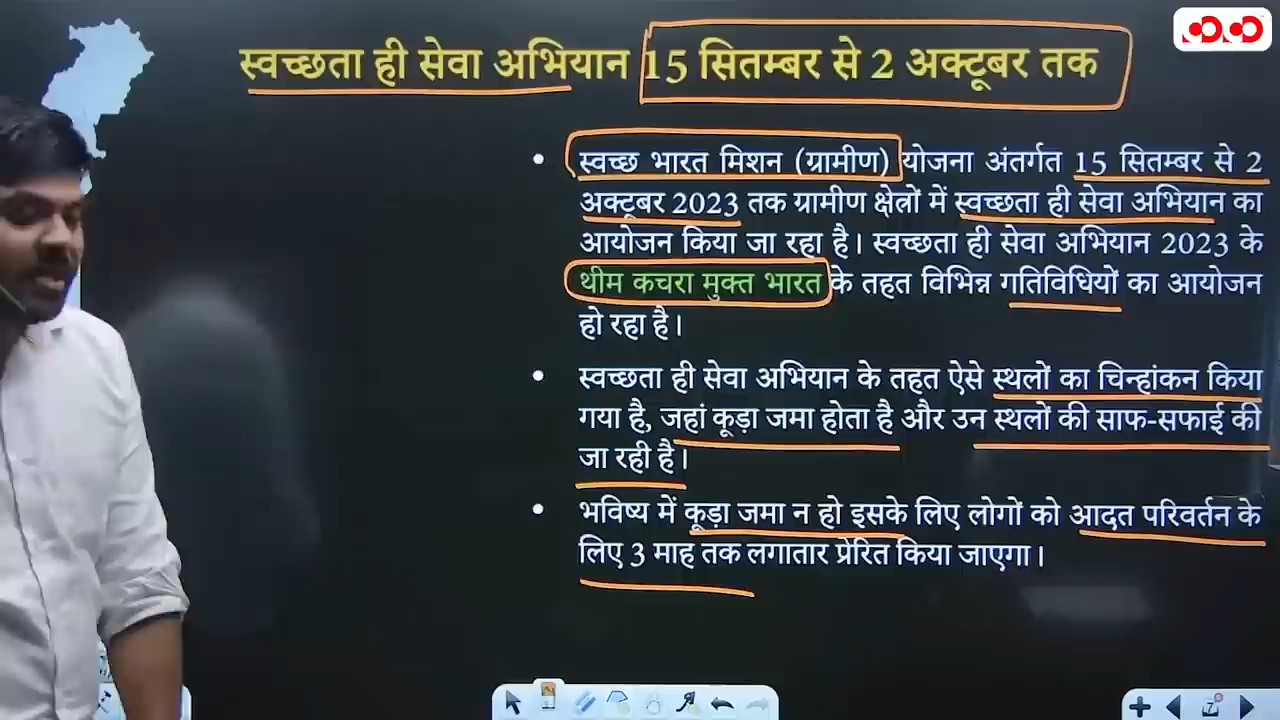 स्वच्छता ही सेवा अभियान 15 सितम्बर से 2 अक्टूबर तक
• स्वच्छ भारत मिशन (ग्रामीण) योजना अंतर्गत 15 सितम्बर से 2
अक्टूबर 2023 तक ग्रामीण क्षेत्रों में स्वच्छता ही सेवा अभियान का
आयोजन किया जा रहा है। स्वच्छता ही सेवा अभियान 2023 के
थीम कचरा मुक्त भारत के तहत विभिन्न गतिविधियों का आयोजन
हो रहा है।
• स्वच्छता ही सेवा अभियान के तहत ऐसे स्थलों का चिन्हांकन किया
गया है, जहां कूड़ा जमा होता है और उन स्थलों की साफ-सफाई की
जा रही है।
• भविष्य में कूड़ा जमा न हो इसके लिए लोगों को आदत परिवर्तन के
लिए 3 माह तक लगातार प्रेरित किया जाएगा।